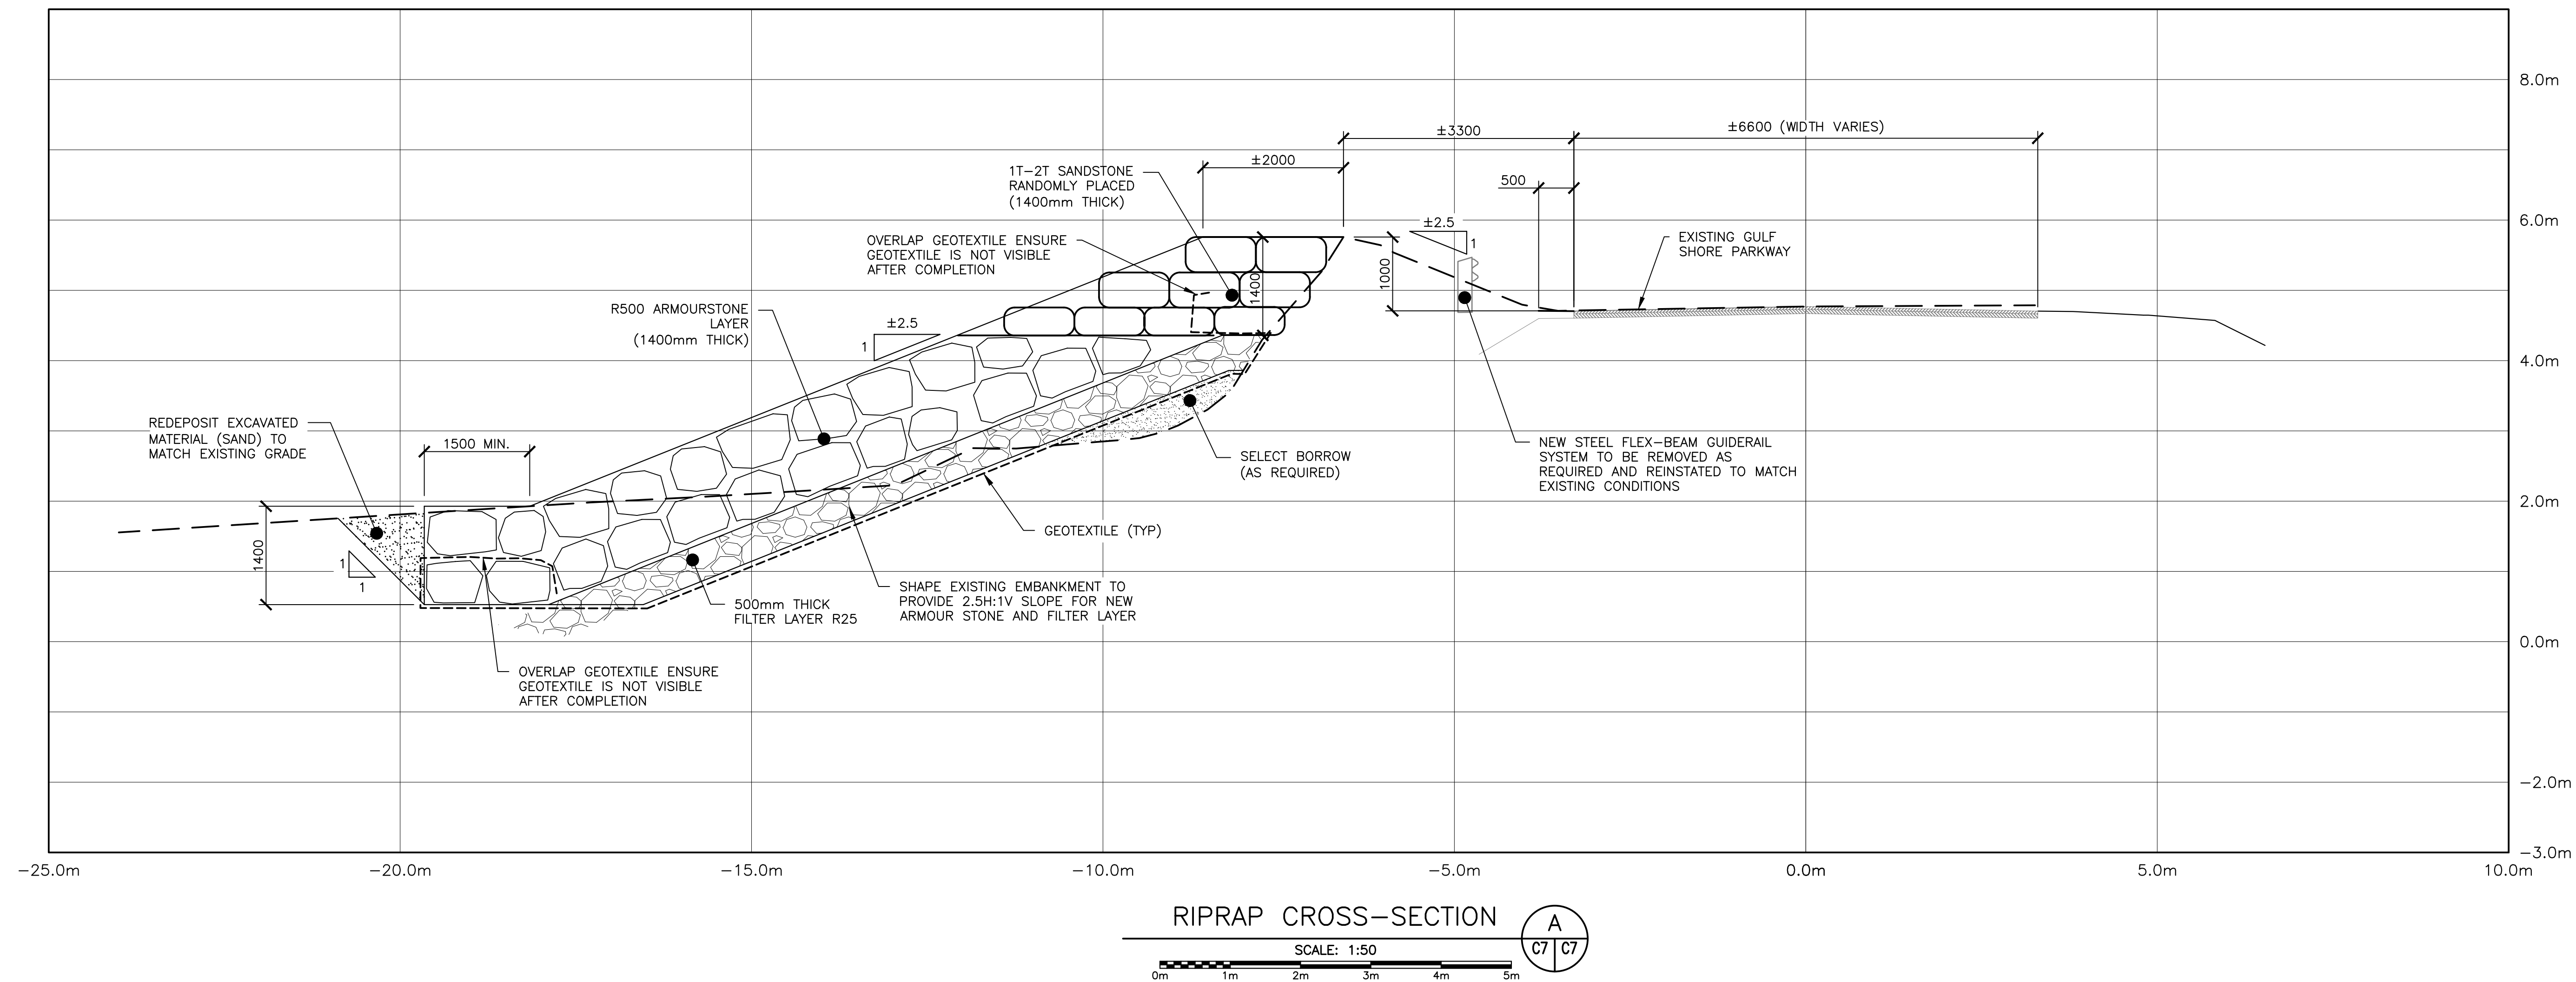 8.0m
±3300
±6600 (WIDTH VARIES)
±2000
1T-2T SANDSTONE
RANDOMLY PLACED
(1400mm THICK)
500
±2.5
1
6.0m
OVERLAP GEOTEXTILE ENSURE
GEOTEXTILE IS NOT VISIBLE
AFTER COMPLETION
EXISTING GULF
SHORE PARKWAY
1400
1000
R500 ARMOURSTONE
LAYER
(1400mm THICK)
±2.5
1
4.0m
REDEPOSIT EXCAVATED
MATERIAL (SAND) TO
MATCH EXISTING GRADE
1500 MIN.
SELECT BORROW
(AS REQUIRED)
NEW STEEL FLEX-BEAM GUIDERAIL
SYSTEM TO BE REMOVED AS
REQUIRED AND REINSTATED TO MATCH
EXISTING CONDITIONS
2.0m
1400
1
1
GEOTEXTILE (TYP)
SHAPE EXISTING EMBANKMENT TO
PROVIDE 2.5H:1V SLOPE FOR NEW
ARMOUR STONE AND FILTER LAYER
500mm THICK
FILTER LAYER R25
0.0m
OVERLAP GEOTEXTILE ENSURE
GEOTEXTILE IS NOT VISIBLE
AFTER COMPLETION
-2.0m
-3.0m
-25.0m -20.0m -15.0m -10.0m -5.0m 0.0m 5.0m 10.0m
RIPRAP CROSS-SECTION
A
C7 C7
SCALE: 1:50
0m 1m 2m 3m 4m 5m